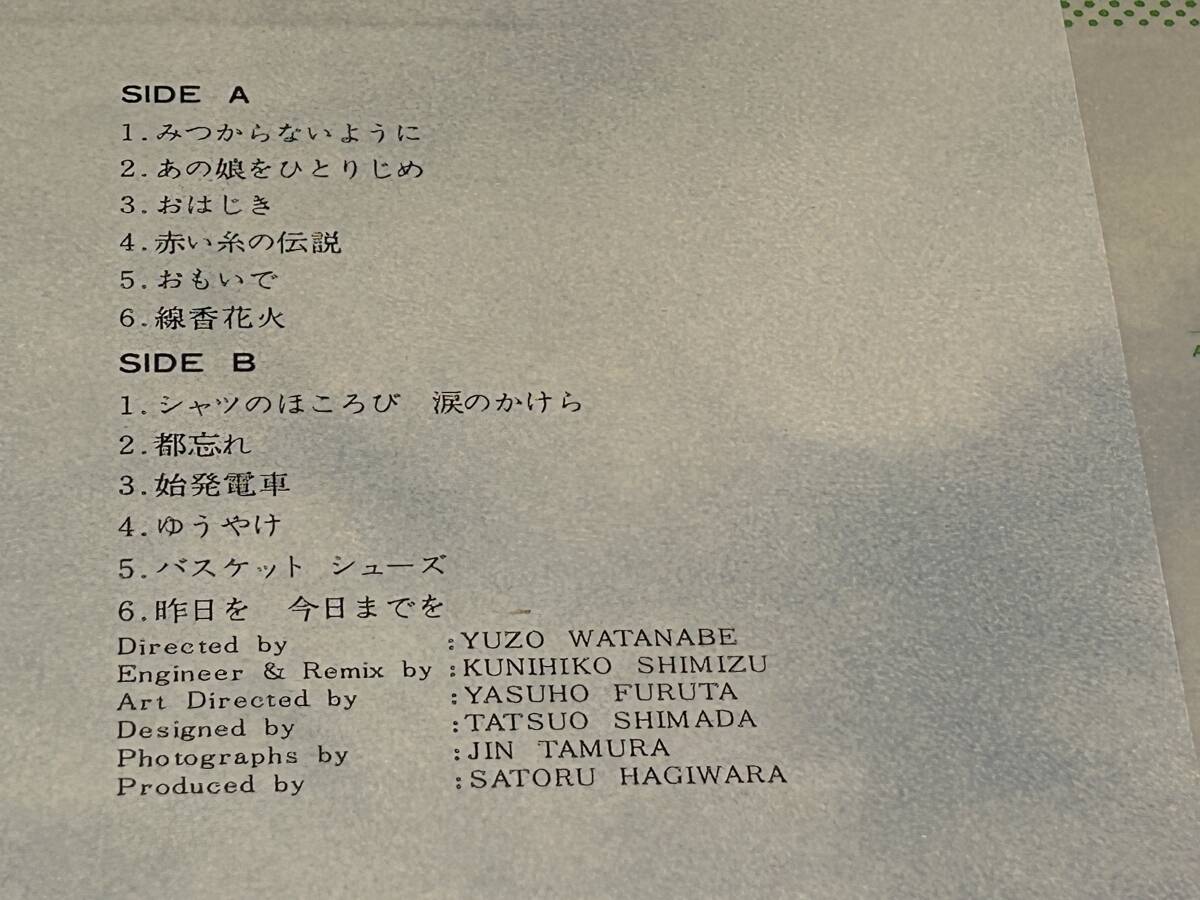 SIDE A
1.みつからないように
2.あの娘をひとりじめ
3.おはじき
4.赤い糸の伝説
5.おもいで
6.線香花火
SIDE B
1.シャツのほころび　涙のかけら
2.都忘れ
3.始発電車
4.ゆうやけ
5.バスケット シューズ
6.昨日を　今日までを
Directed by :YUZO WATANABE
Engineer & Remix by :KUNIHIKO SHIMIZU
Art Directed by :YASUHO FURUTA
Designed by :TATSUO SHIMADA
Photographs by :JIN TAMURA
Produced by :SATORU HAGIWARA